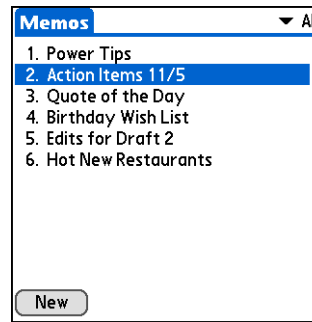 Memos
1. Power Tips
2. Action Items 11/5
3. Quote of the Day
4. Birthday Wish List
5. Edits for Draft 2
6. Hot New Restaurants
New